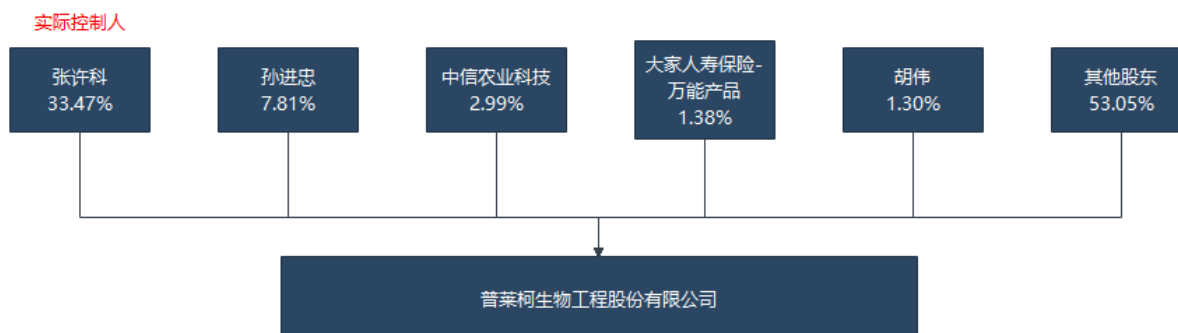 实际控制人
张许科
33.47%
孙进忠
7.81%
中信农业科技
2.99%
大家人寿保险-
万能产品
1.38%
胡伟
1.30%
其他股东
53.05%
普莱柯生物工程股份有限公司